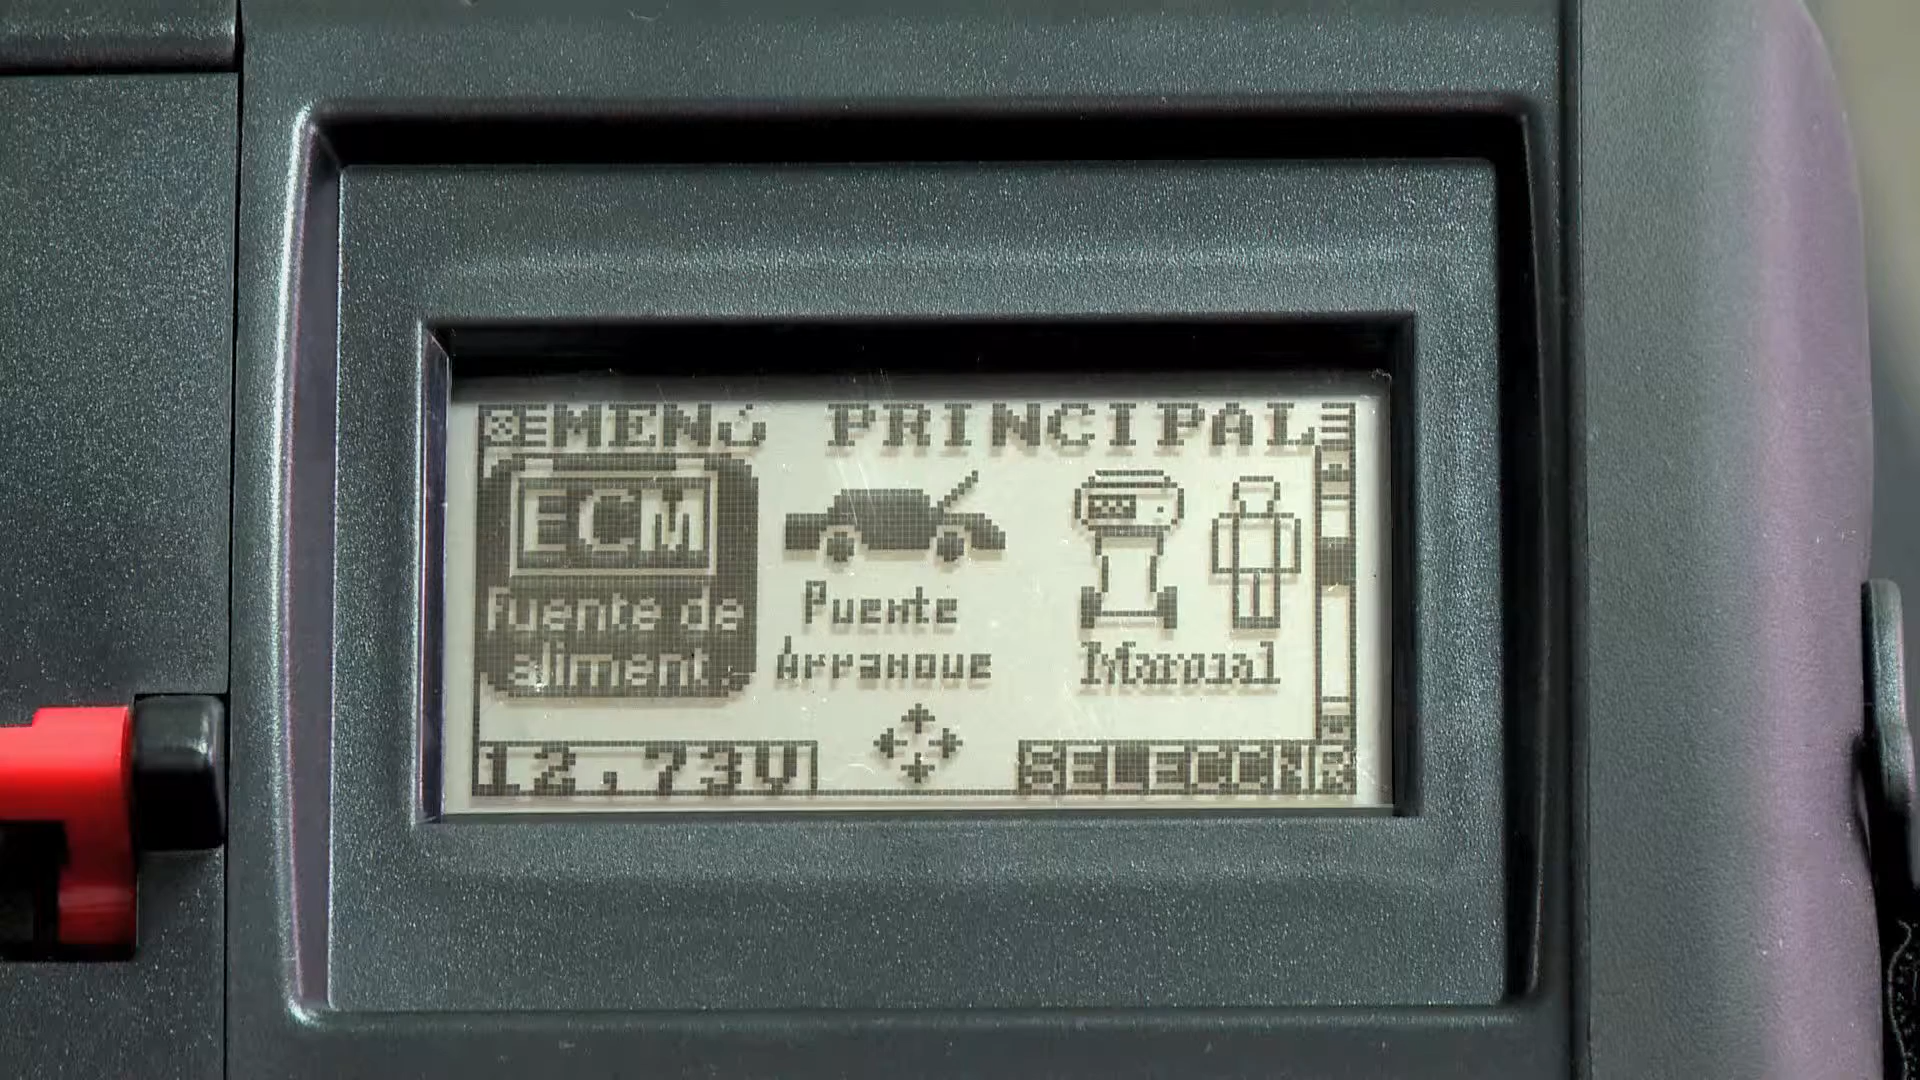 MENÚ PRINCIPAL
ECM
Fuente de
aliment.
Puente
Arranque
Manual
12.73V
SELECCNR